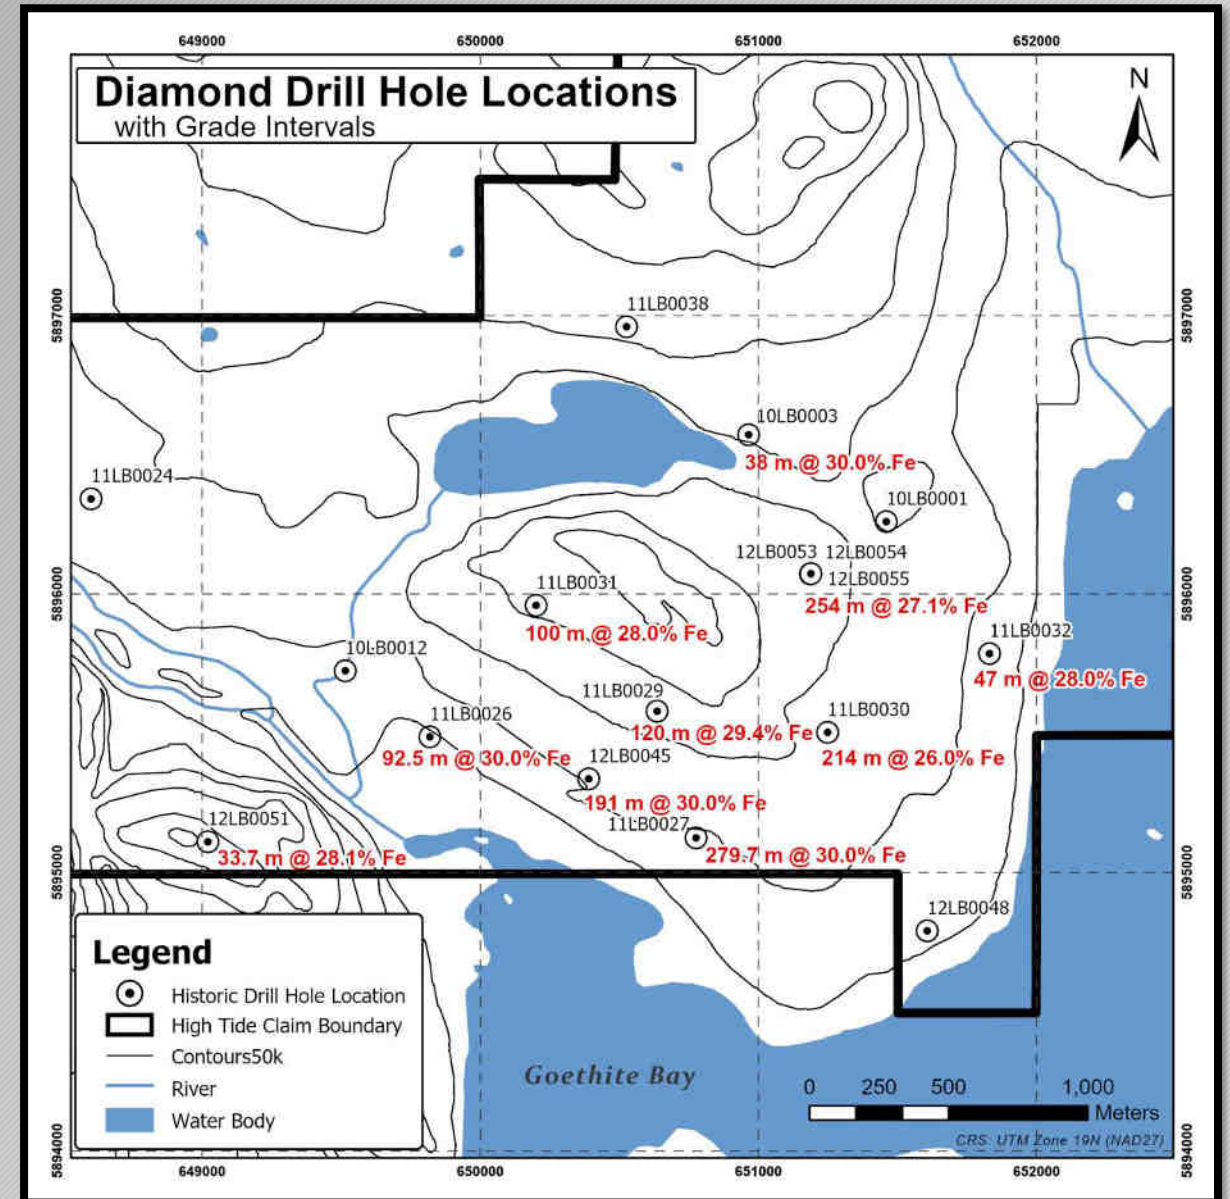 649000 650000 651000 652000
Diamond Drill Hole Locations
with Grade Intervals
N
5897000
5897000
11LB0038
10LB0003
38 m @ 30.0% Fe
11LB0024
10LB0001
12LB0053 12LB0054
12LB0055
254 m @ 27.1% Fe
11LB0031
100 m @ 28.0% Fe
5896000
5896000
11LB0032
47 m @ 28.0% Fe
10LB0012
11LB0029
120 m @ 29.4% Fe
11LB0026
92.5 m @ 30.0% Fe
11LB0030
214 m @ 26.0% Fe
12LB0045
191 m @ 30.0% Fe
12LB0051
33.7 m @ 28.1% Fe
11LB0027
279.7 m @ 30.0% Fe
5895000
5895000
12LB0048
Legend
Historic Drill Hole Location
High Tide Claim Boundary
Contours50k
River
Water Body
Goethite Bay
0 250 500 1,000
Meters
CRS: UTM Zone 19N (NAD27)
5894000
5894000
649000 650000 651000 652000